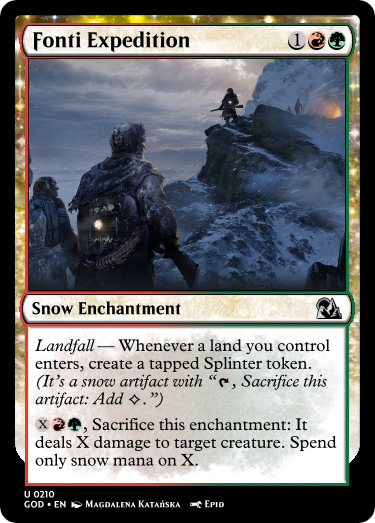 Fonti Expedition 1
Snow Enchantment
Landfall — Whenever a land you control
enters, create a tapped Splinter token.
(It's a snow artifact with “, Sacrifice this
artifact: Add .”)
X, Sacrifice this enchantment: It
deals X damage to target creature. Spend
only snow mana on X.
U 0210
GOD • EN Magdalena Katańska Epid